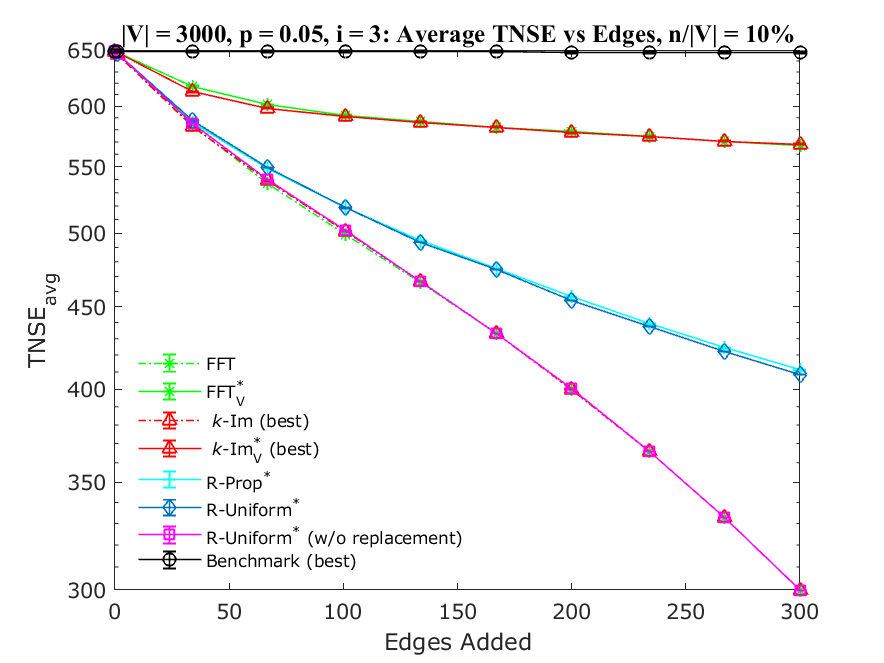 |V| = 3000, p = 0.05, i = 3: Average TNSE vs Edges, n/|V| = 10%
650
600
550
500
450
400
350
300
TNSE_avg
FFT
FFT*_V
k-Im (best)
k-Im*_V (best)
R-Prop*
R-Uniform*
R-Uniform* (w/o replacement)
Benchmark (best)
0 50 100 150 200 250 300
Edges Added